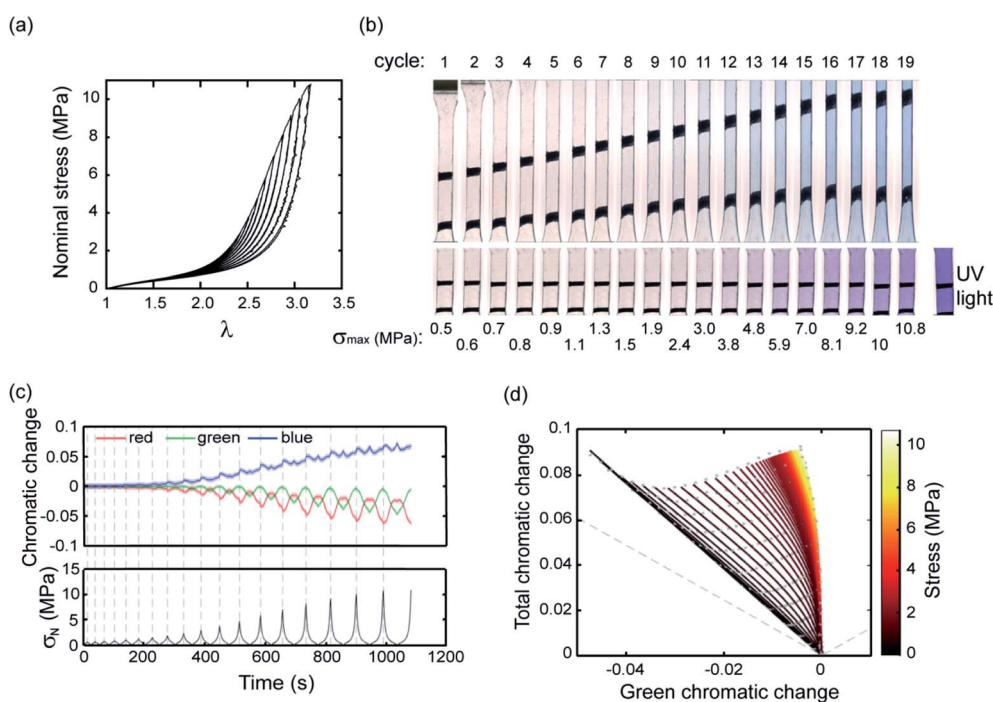 (a)
Nominal stress (MPa)
10
8
6
4
2
0
1.0 1.5 2.0 2.5 3.0 3.5
λ
(b)
cycle: 1 2 3 4 5 6 7 8 9 10 11 12 13 14 15 16 17 18 19
UV
light
σmax (MPa):
0.5 0.7 0.9 1.3 1.9 3.0 4.8 7.0 9.2 10.8
0.6 0.8 1.1 1.5 2.4 3.8 5.9 8.1 10
(c)
Chromatic change
0.1
0.05
0
-0.05
-0.1
red green blue
σN (MPa)
15
10
5
0
0 200 400 600 800 1000 1200
Time (s)
(d)
Total chromatic change
0.1
0.08
0.06
0.04
0.02
0
-0.04 -0.02 0
Green chromatic change
10
8
6
4
2
0
Stress (MPa)